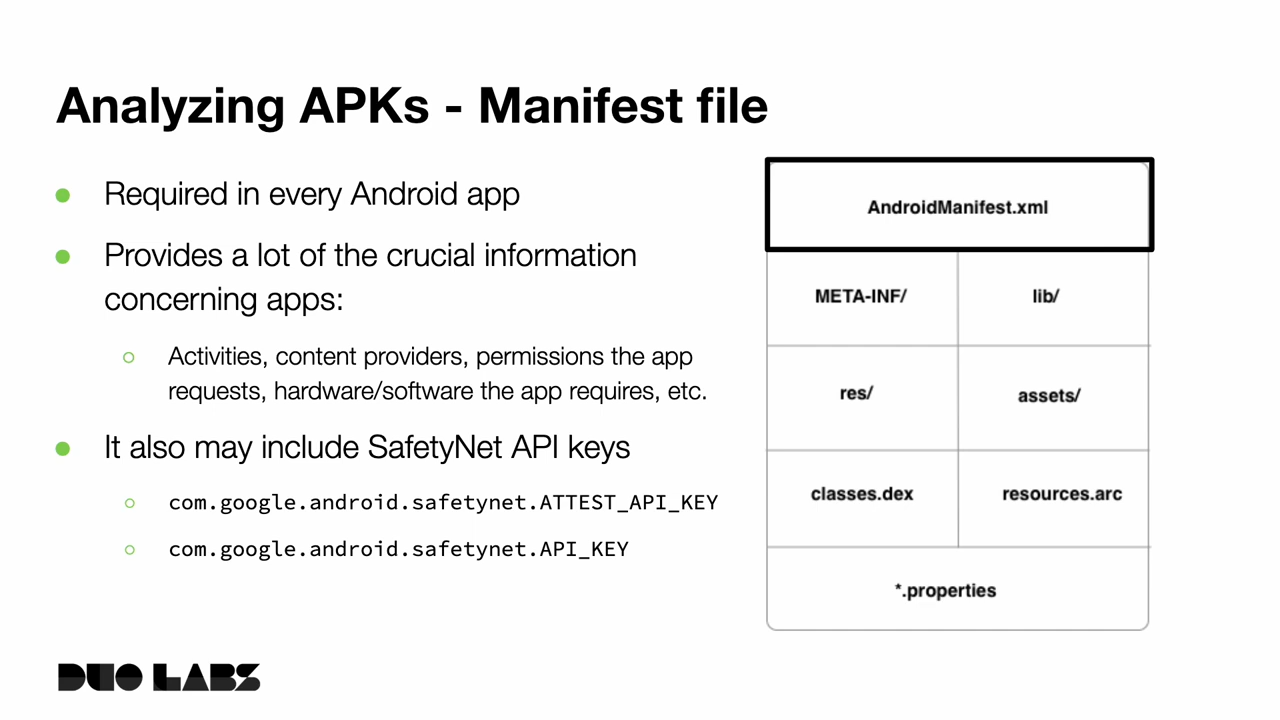 Analyzing APKs - Manifest file
Required in every Android app
Provides a lot of the crucial information
concerning apps:
Activities, content providers, permissions the app
requests, hardware/software the app requires, etc.
It also may include SafetyNet API keys
com.google.android.safetynet.ATTEST_API_KEY
com.google.android.safetynet.API_KEY
AndroidManifest.xml
META-INF/
lib/
res/
assets/
classes.dex
resources.arc
*.properties
DUO LABS